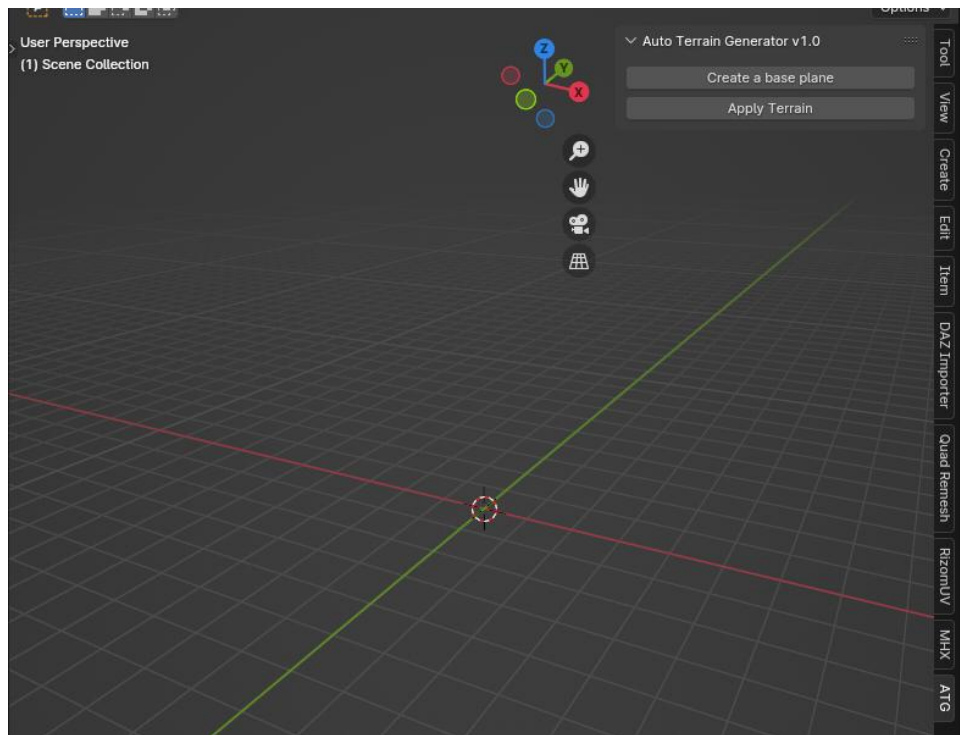 Options
User Perspective
(1) Scene Collection
Z
Y
X
Auto Terrain Generator v1.0
Create a base plane
Apply Terrain
Tool
View
Create
Edit
Item
DAZ Importer
Quad Remesh
RizomUV
MHX
ATG